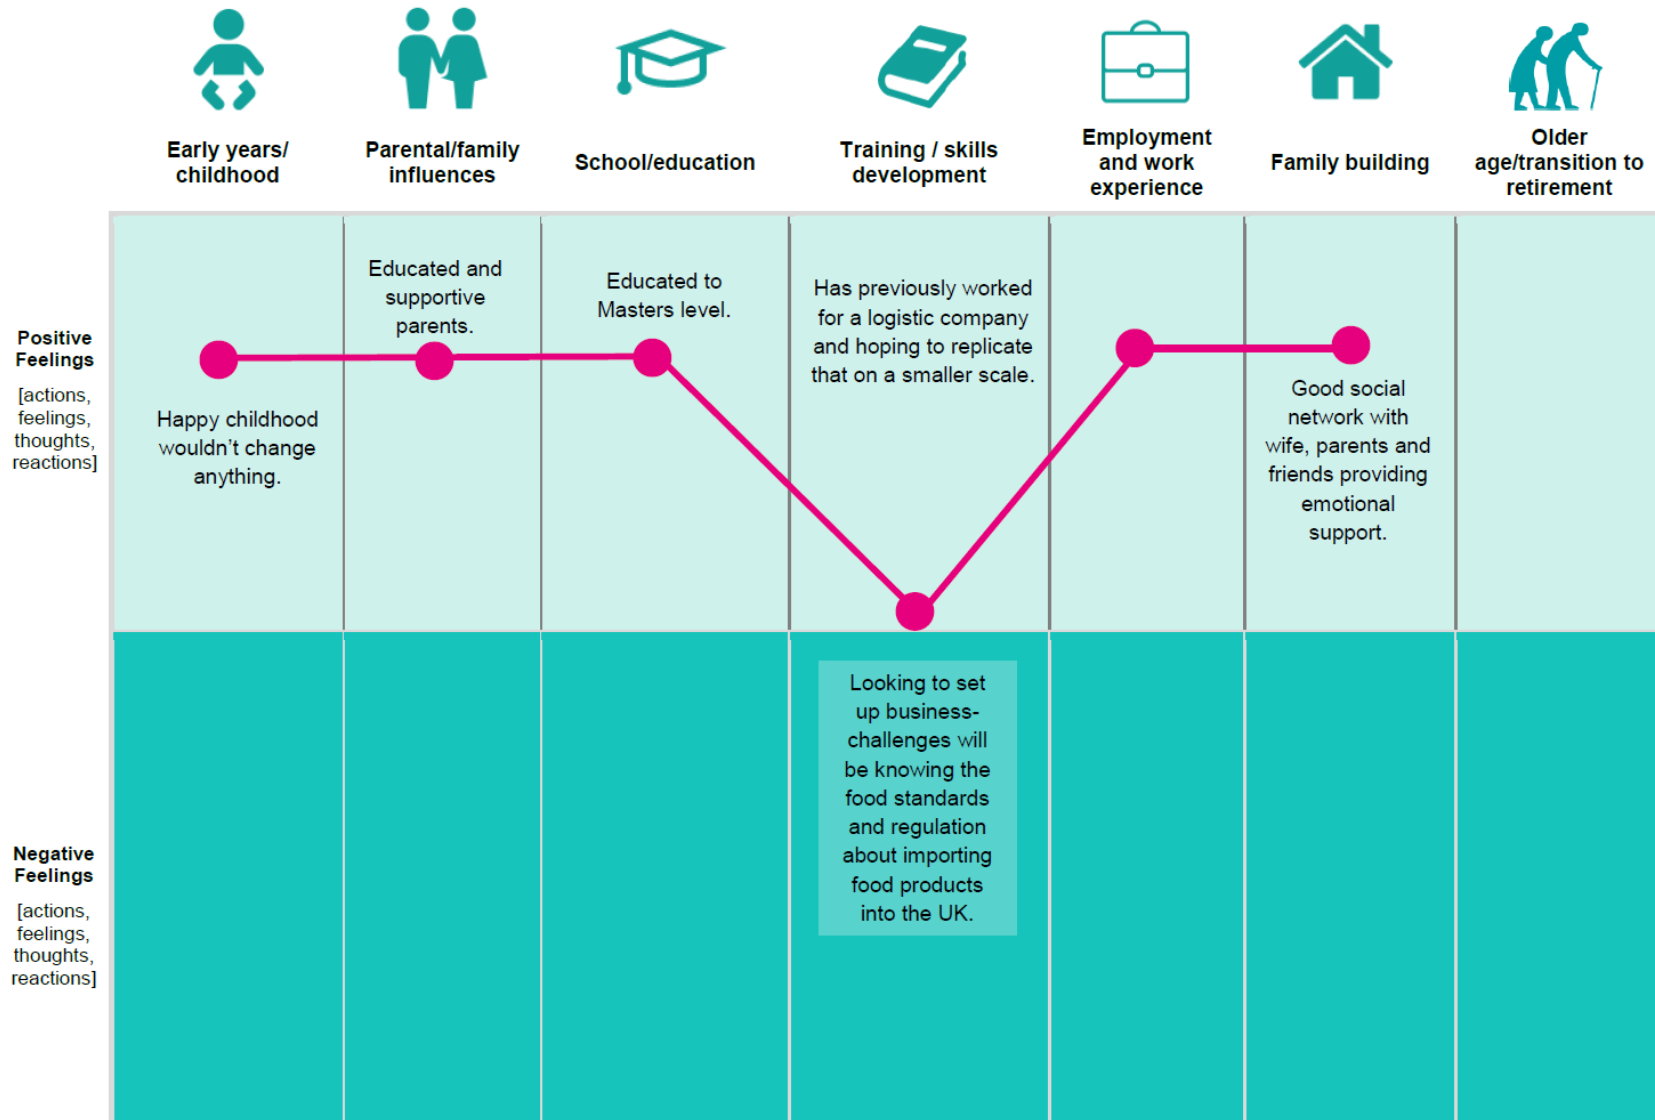 Early years/
childhood
Parental/family
influences
School/education
Training / skills
development
Employment
and work
experience
Family building
Older
age/transition to
retirement
Positive
Feelings
[actions,
feelings,
thoughts,
reactions]
Happy childhood
wouldn't change
anything.
Educated and
supportive
parents.
Educated to
Masters level.
Has previously worked
for a logistic company
and hoping to replicate
that on a smaller scale.
Good social
network with
wife, parents and
friends providing
emotional
support.
Negative
Feelings
[actions,
feelings,
thoughts,
reactions]
Looking to set
up business-
challenges will
be knowing the
food standards
and regulation
about importing
food products
into the UK.